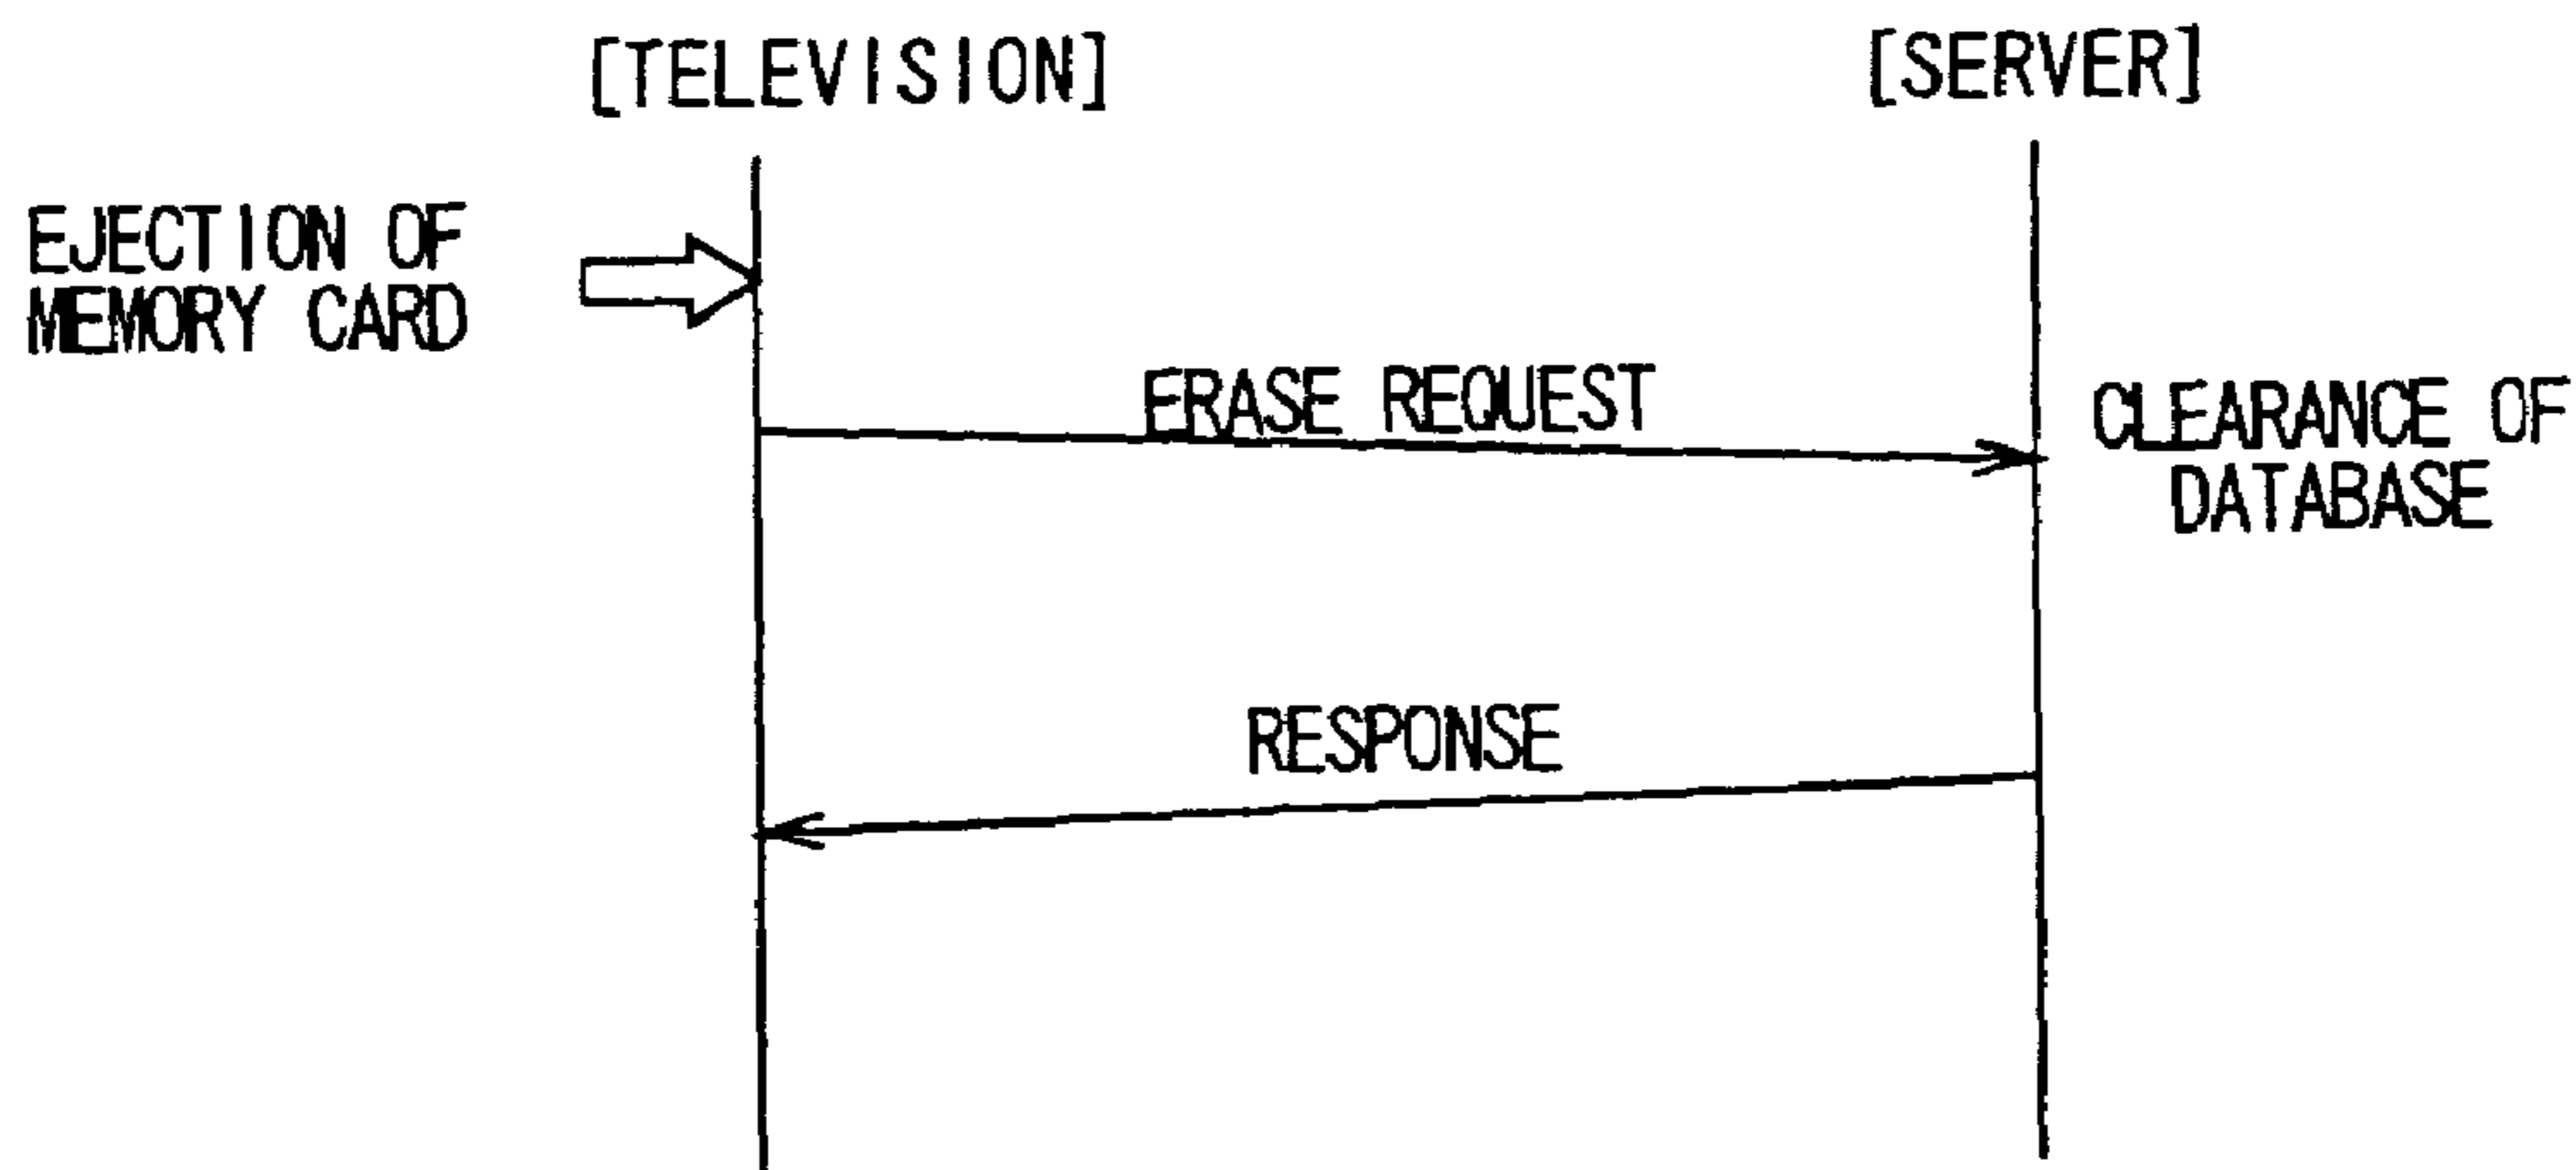 [TELEVISION]
[SERVER]
EJECTION OF
MEMORY CARD
ERASE REQUEST
CLEARANCE OF
DATABASE
RESPONSE